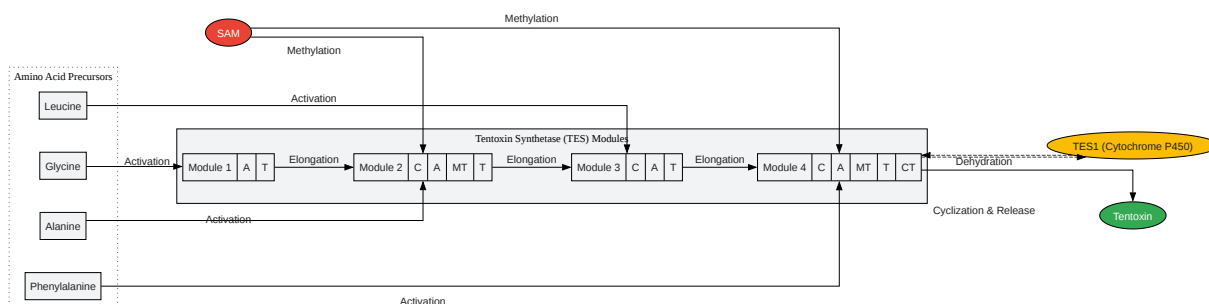 Methylation
SAM
Methylation
Amino Acid Precursors
Leucine
Activation
Tentoxin Synthetase (TES) Modules
TES1 (Cytochrome P450)
Glycine
Activation
Module 1 A T
Elongation
Module 2 C A MT T
Elongation
Module 3 C A T
Elongation
Module 4 C A MT T CT
Dehydration
Alanine
Activation
Cyclization & Release
Tentoxin
Phenylalanine
Activation